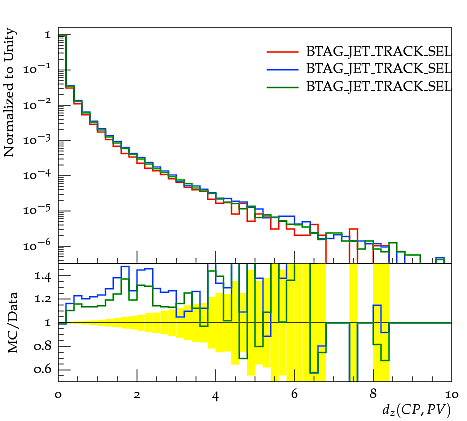 Normalized to Unity
1
10⁻¹
10⁻²
10⁻³
10⁻⁴
10⁻⁵
10⁻⁶
BTAG_JET_TRACK_SEL
BTAG_JET_TRACK_SEL
BTAG_JET_TRACK_SEL
MC/Data
1.4
1.2
1
0.8
0.6
0 2 4 6 8 10
d_z(CP, PV)